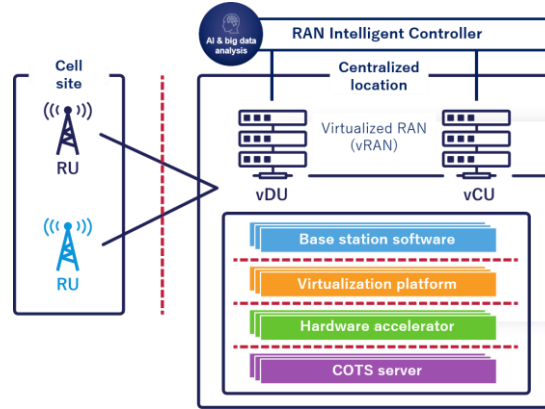 AI & big data
analysis
RAN Intelligent Controller
Cell
site
Centralized
location
RU
Virtualized RAN
(vRAN)
vDU
vCU
RU
Base station software
Virtualization platform
Hardware accelerator
COTS server